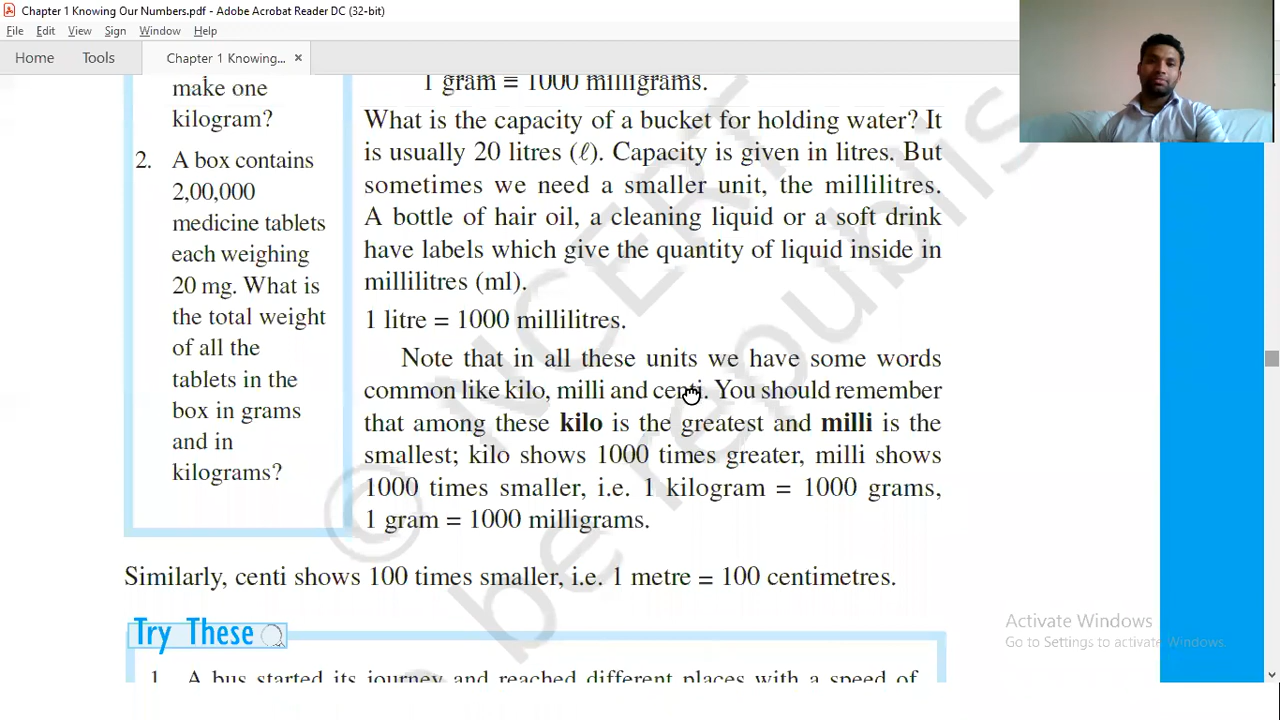 Chapter 1 Knowing Our Numbers.pdf - Adobe Acrobat Reader DC (32-bit)
File Edit View Sign Window Help
Home Tools Chapter 1 Knowing... ×
make one
kilogram?
2. A box contains
2,00,000
medicine tablets
each weighing
20 mg. What is
the total weight
of all the
tablets in the
box in grams
and in
kilograms?
1 gram = 1000 milligrams.
What is the capacity of a bucket for holding water? It
is usually 20 litres (ℓ). Capacity is given in litres. But
sometimes we need a smaller unit, the millilitres.
A bottle of hair oil, a cleaning liquid or a soft drink
have labels which give the quantity of liquid inside in
millilitres (ml).
1 litre = 1000 millilitres.
Note that in all these units we have some words
common like kilo, milli and centi. You should remember
that among these kilo is the greatest and milli is the
smallest; kilo shows 1000 times greater, milli shows
1000 times smaller, i.e. 1 kilogram = 1000 grams,
1 gram = 1000 milligrams.
Similarly, centi shows 100 times smaller, i.e. 1 metre = 100 centimetres.
Try These
1. A bus started its journey and reached different places with a speed of
© NCERT
be republis
Activate Windows
Go to Settings to activate Windows.